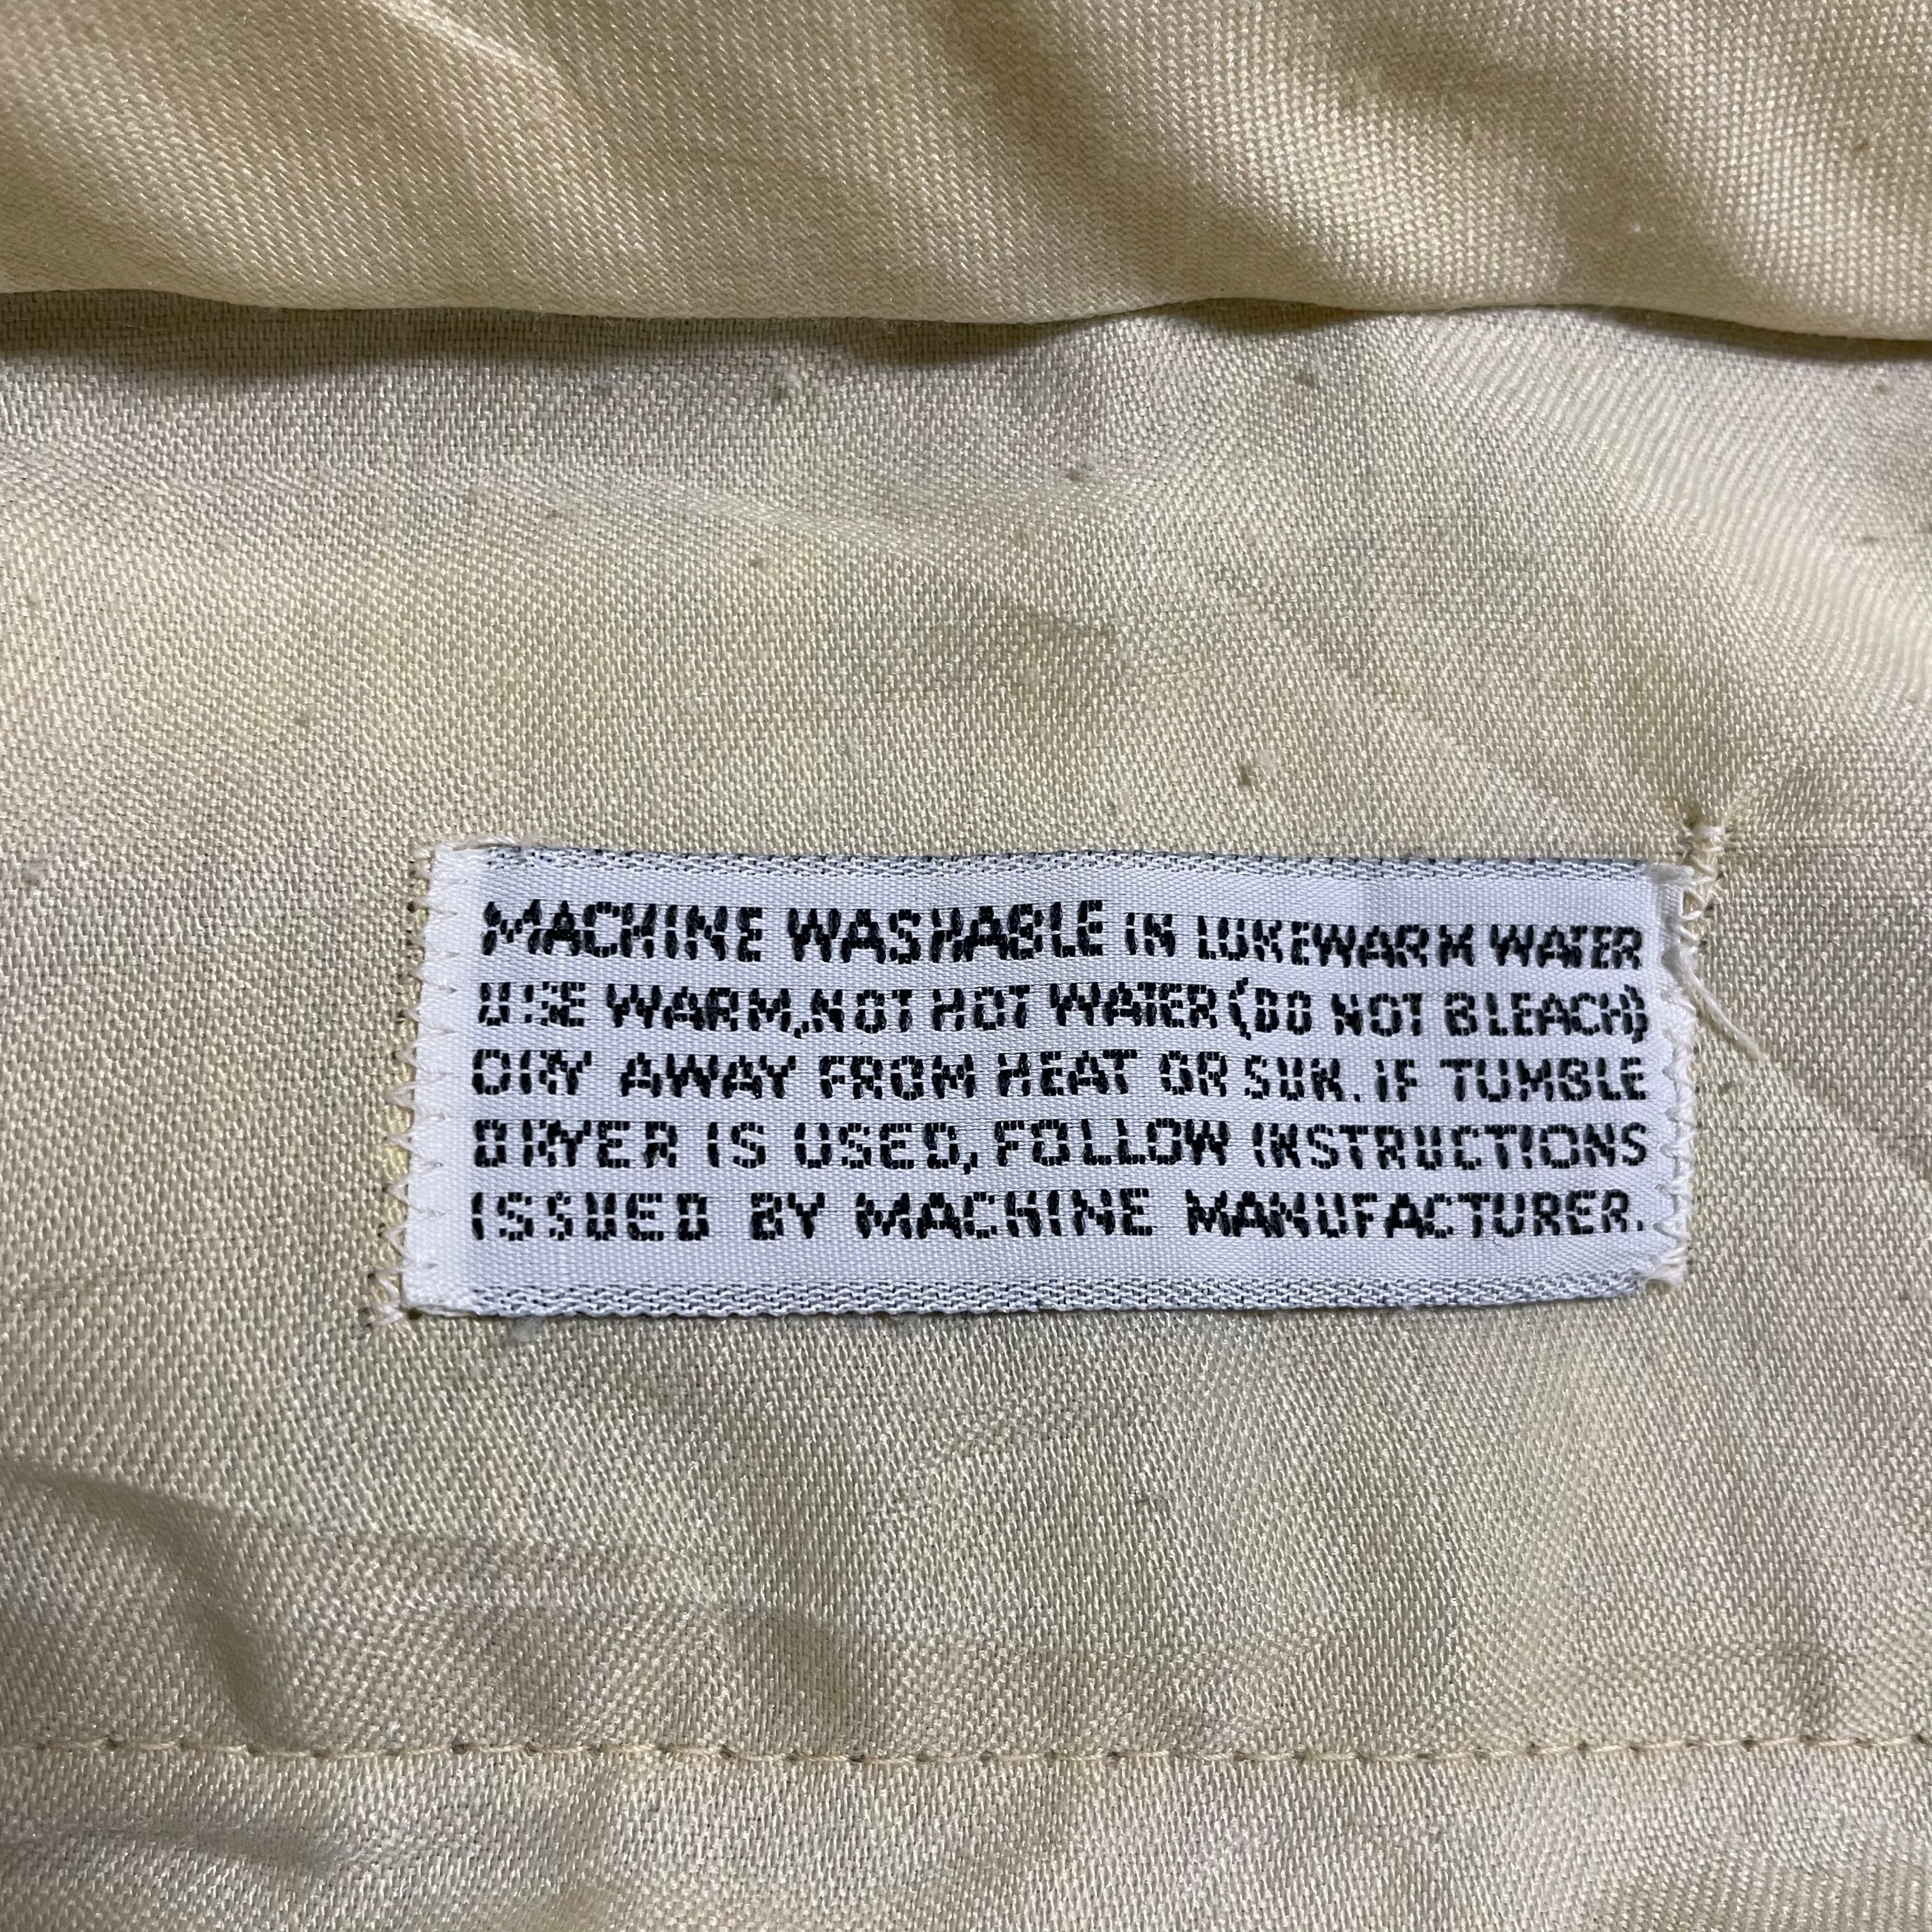 MACHINE WASHABLE IN LUKEWARM WATER
USE WARM, NOT HOT WATER (DO NOT BLEACH)
DRY AWAY FROM HEAT OR SUN. IF TUMBLE
DRYER IS USED, FOLLOW INSTRUCTIONS
ISSUED BY MACHINE MANUFACTURER.